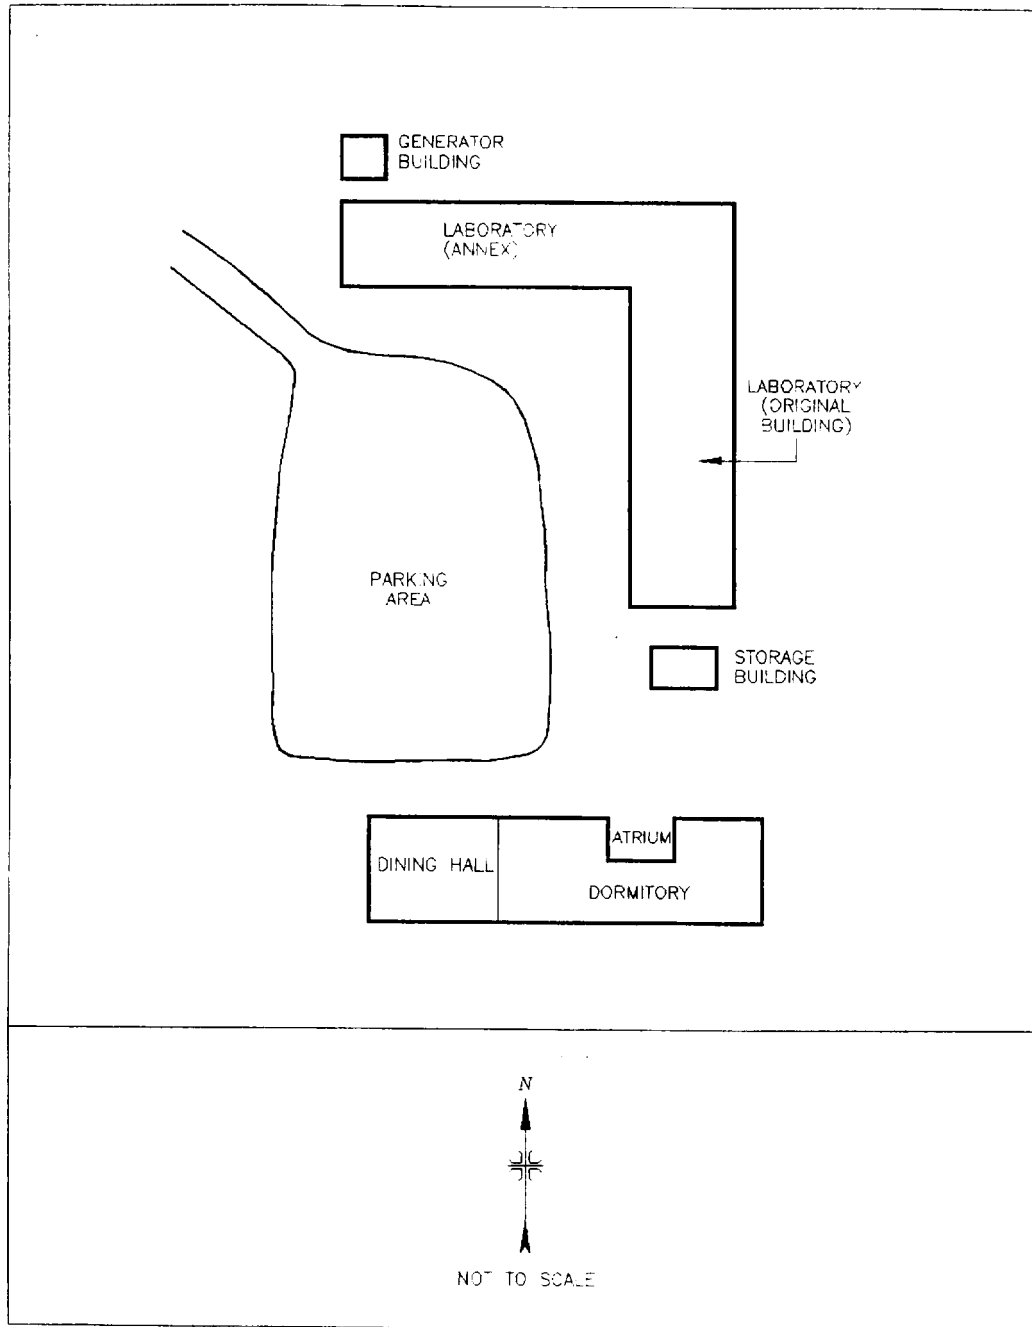 GENERATOR
BUILDING
LABORATORY
(ANNEX)
LABORATORY
(ORIGINAL
BUILDING)
PARKING
AREA
STORAGE
BUILDING
ATRIUM
DINING HALL
DORMITORY
N
NOT TO SCALE